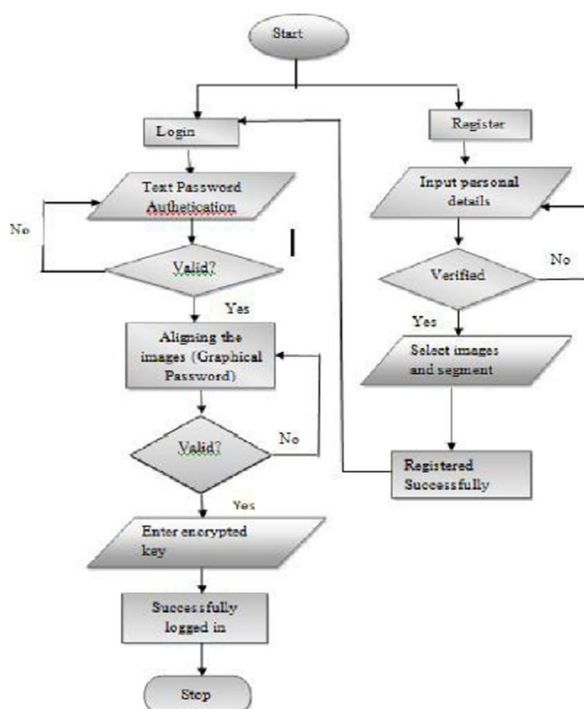 Start
Login
Text Password
Authetication
No
Valid?
Yes
Aligning the
images (Graphical
Password)
Valid?
No
Yes
Enter encrypted
key
Successfully
logged in
Stop
Register
Input personal
details
Verified
No
Yes
Select images
and segment
Registered
Successfully